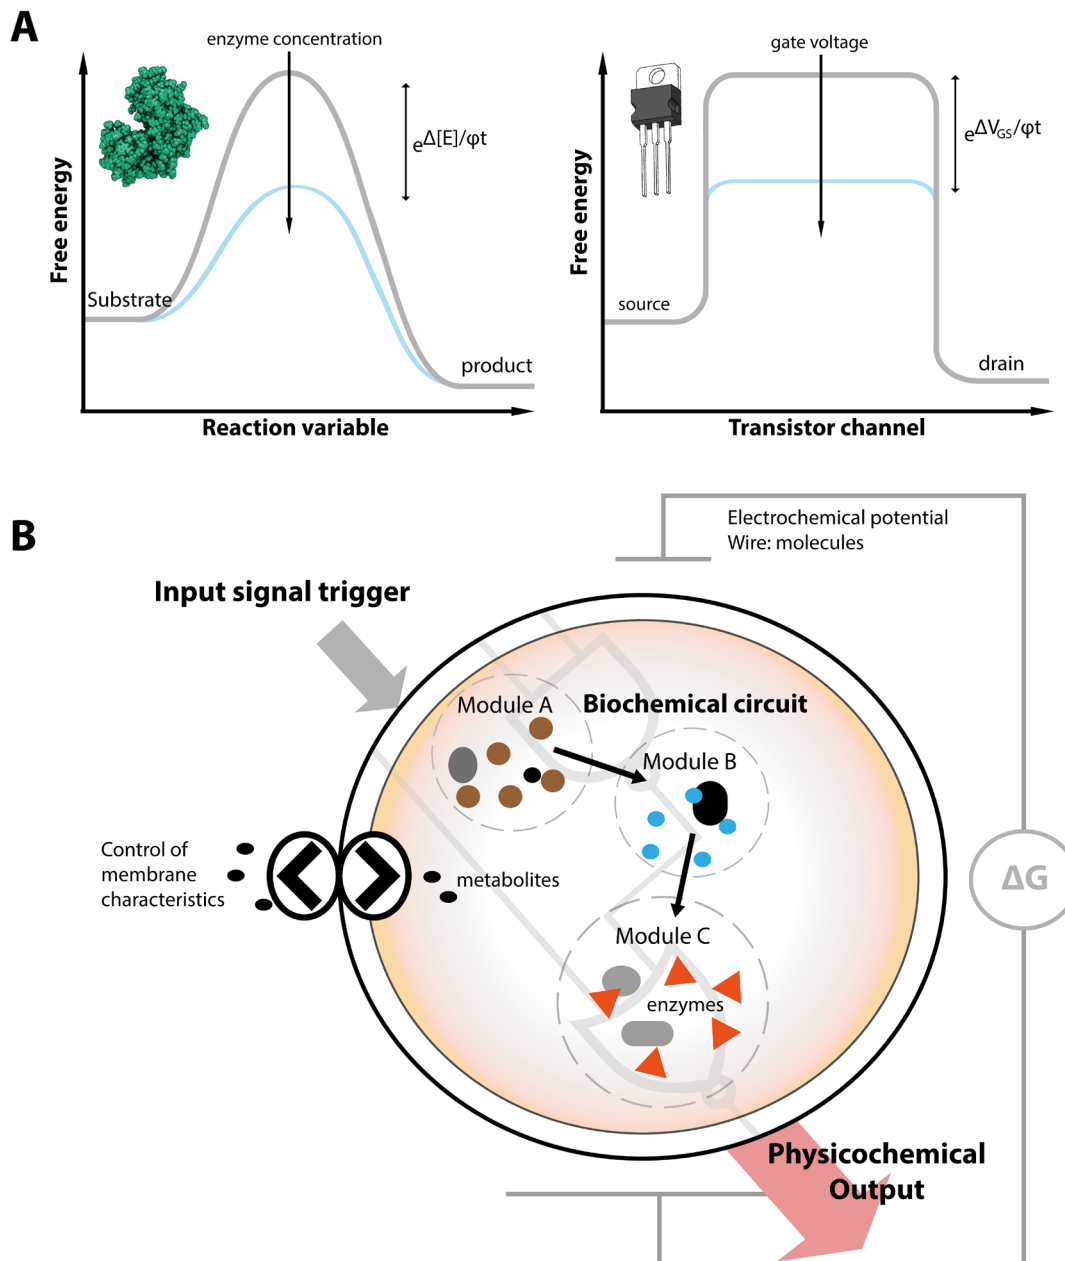 A
enzyme concentration
e^Δ[E]/φt
Free energy
Substrate
product
Reaction variable
gate voltage
e^ΔV_GS/φt
Free energy
source
drain
Transistor channel
B
Electrochemical potential
Wire: molecules
Input signal trigger
Module A
Biochemical circuit
Module B
Control of
membrane
characteristics
metabolites
ΔG
Module C
enzymes
Physicochemical
Output